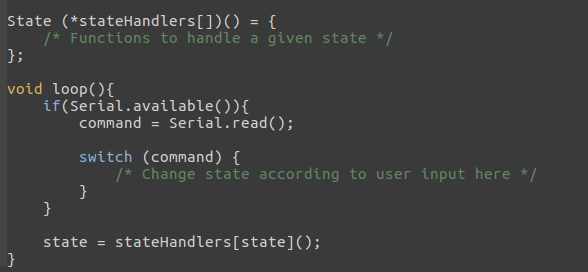 State (*stateHandlers[])() = {
    /* Functions to handle a given state */
};
void loop(){
    if(Serial.available()){
        command = Serial.read();
        switch (command) {
            /* Change state according to user input here */
        }
    }
    state = stateHandlers[state]();
}